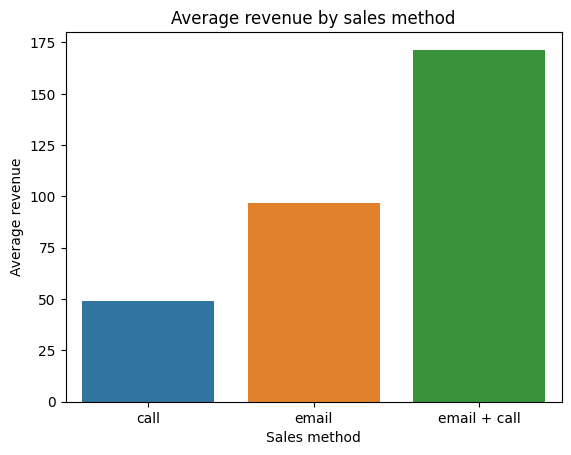 Average revenue by sales method
Average revenue
175
150
125
100
75
50
25
0
call
email
email + call
Sales method